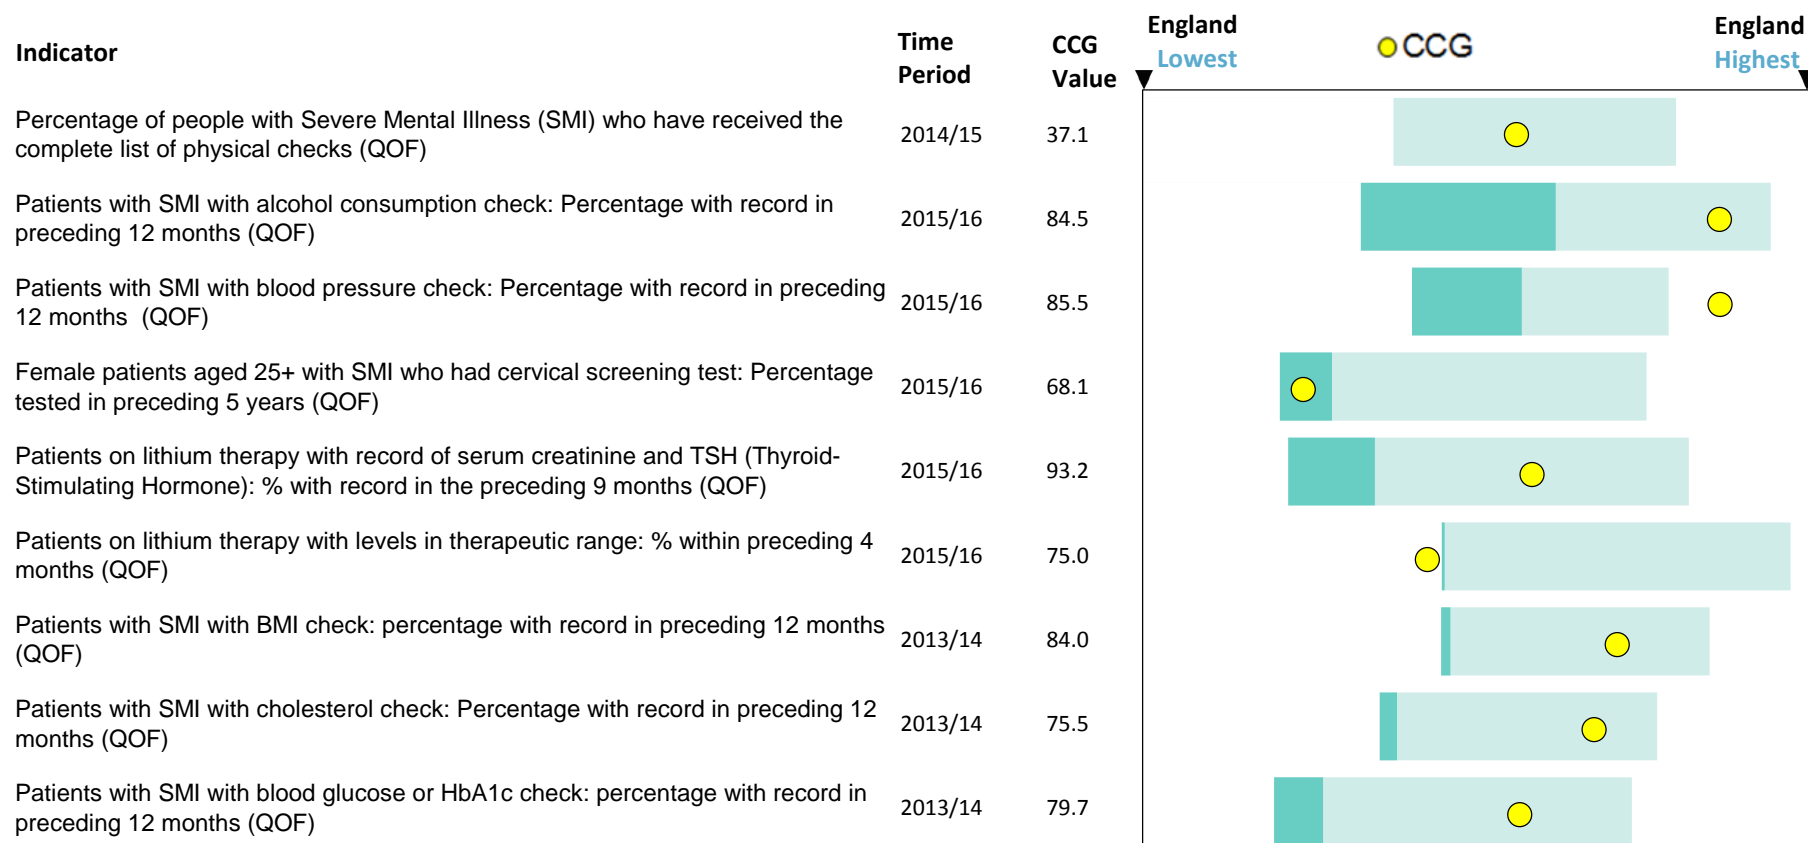 Indicator
Time
Period
CCG
Value
England
Lowest
CCG
England
Highest
Percentage of people with Severe Mental Illness (SMI) who have received the
complete list of physical checks (QOF)
2014/15
37.1
Patients with SMI with alcohol consumption check: Percentage with record in
preceding 12 months (QOF)
2015/16
84.5
Patients with SMI with blood pressure check: Percentage with record in preceding
12 months  (QOF)
2015/16
85.5
Female patients aged 25+ with SMI who had cervical screening test: Percentage
tested in preceding 5 years (QOF)
2015/16
68.1
Patients on lithium therapy with record of serum creatinine and TSH (Thyroid-
Stimulating Hormone): % with record in the preceding 9 months (QOF)
2015/16
93.2
Patients on lithium therapy with levels in therapeutic range: % within preceding 4
months (QOF)
2015/16
75.0
Patients with SMI with BMI check: percentage with record in preceding 12 months
(QOF)
2013/14
84.0
Patients with SMI with cholesterol check: Percentage with record in preceding 12
months (QOF)
2013/14
75.5
Patients with SMI with blood glucose or HbA1c check: percentage with record in
preceding 12 months (QOF)
2013/14
79.7